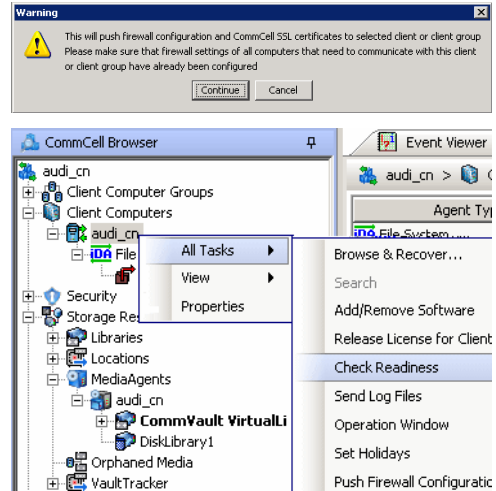 Warning
This will push firewall configuration and CommCell SSL certificates to selected client or client group
Please make sure that firewall settings of all computers that need to communicate with this client
or client group have already been configured
Continue
Cancel
CommCell Browser
audi_cn
Client Computer Groups
Client Computers
audi_cn
iDA File
Security
Storage Res
Libraries
Locations
MediaAgents
audi_cn
CommVault VirtualLi
DiskLibrary1
Orphaned Media
VaultTracker
All Tasks
View
Properties
Event Viewer
audi_cn >
Agent Typ
iDA File System
Browse & Recover...
Search
Add/Remove Software
Release License for Client
Check Readiness
Send Log Files
Operation Window
Set Holidays
Push Firewall Configuratio